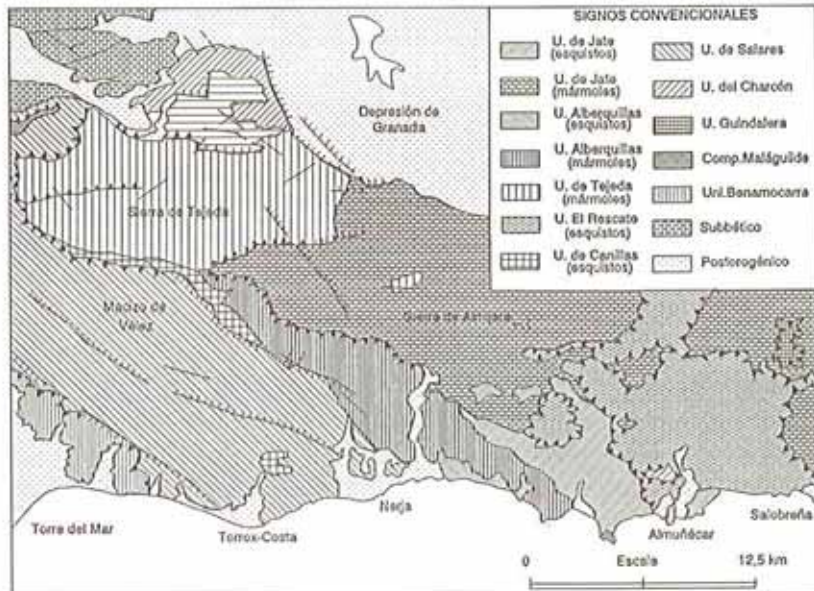 SIGNOS CONVENCIONALES
U. de Jate
(esquistos)
U. de Jate
(mármoles)
U. Alberquillas
(esquistos)
U. Alberquillas
(mármoles)
U. de Tejeda
(mármoles)
U. El Rescate
(esquistos)
U. de Canillas
(esquistos)
U. de Salares
U. del Charcón
U. Guindalera
Comp. Maláguide
Uni. Benamocarra
Subbético
Postorogénico
Depresión de
Granada
Sierra de Tejeda
Macizo de
Vélez
Sierra de Almijara
Torre del Mar
Torrox-Costa
Nerja
Almuñécar
Salobreña
0
Escala
12,5 km